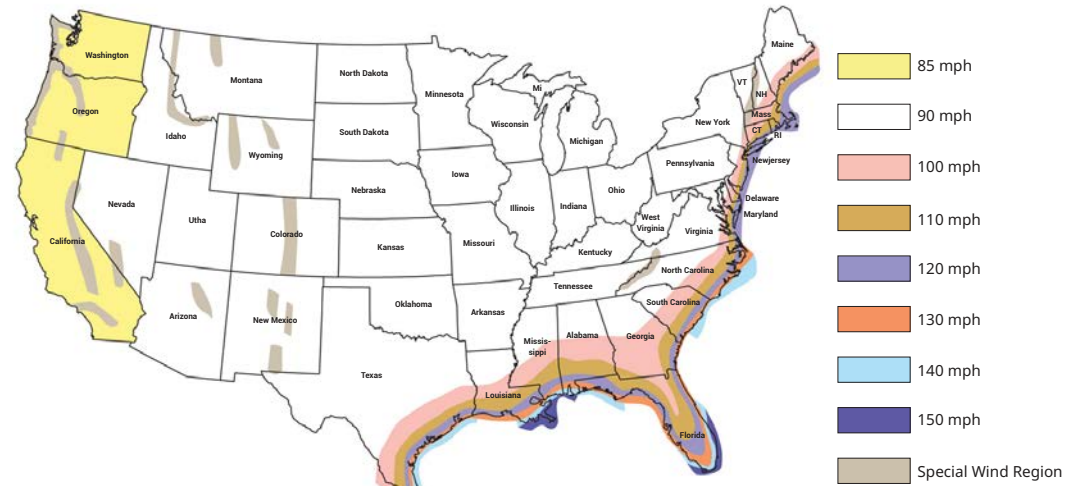 Washington
Oregon
California
Nevada
Idaho
Montana
Wyoming
Utha
Colorado
Arizona
New Mexico
North Dakota
South Dakota
Nebraska
Kansas
Oklahoma
Texas
Minnesota
Iowa
Missouri
Arkansas
Louisiana
Wisconsin
Mi
Michigan
Illinois
Indiana
Ohio
Kentucky
Tennessee
Missis-
sippi
Alabama
Georgia
Florida
South Carolina
North Carolina
Virginia
West
Virginia
Pennsylvania
New York
VT
NH
Maine
Mass
CT
RI
Newjersey
Delaware
Maryland
85 mph
90 mph
100 mph
110 mph
120 mph
130 mph
140 mph
150 mph
Special Wind Region